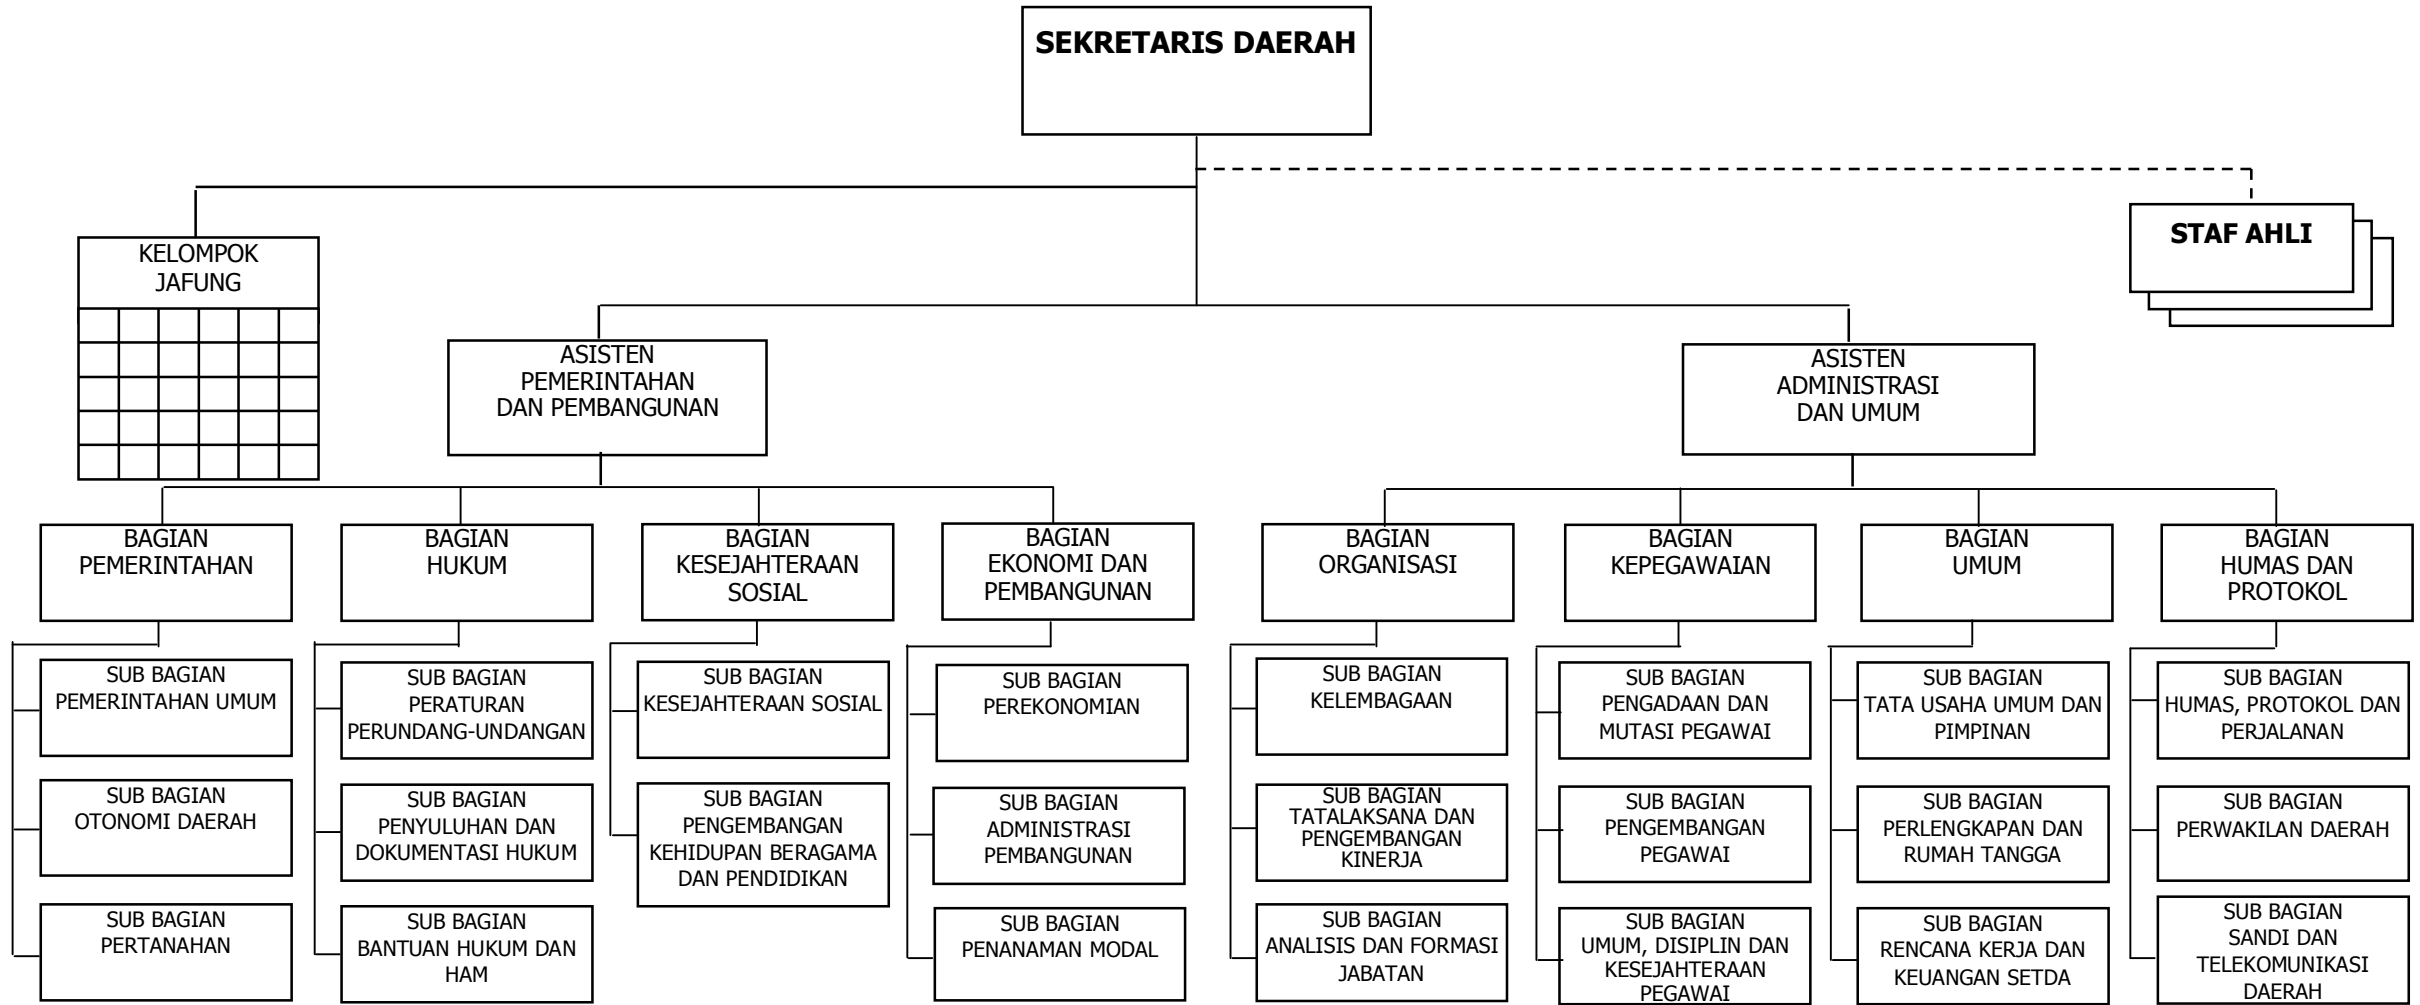 SEKRETARIS DAERAH
KELOMPOK
JAFUNG
STAF AHLI
ASISTEN
PEMERINTAHAN
DAN PEMBANGUNAN
ASISTEN
ADMINISTRASI
DAN UMUM
BAGIAN
PEMERINTAHAN
BAGIAN
HUKUM
BAGIAN
KESEJAHTERAAN
SOSIAL
BAGIAN
EKONOMI DAN
PEMBANGUNAN
BAGIAN
ORGANISASI
BAGIAN
KEPEGAWAIAN
BAGIAN
UMUM
BAGIAN
HUMAS DAN
PROTOKOL
SUB BAGIAN
PEMERINTAHAN UMUM
SUB BAGIAN
PERATURAN
PERUNDANG-UNDANGAN
SUB BAGIAN
KESEJAHTERAAN SOSIAL
SUB BAGIAN
PEREKONOMIAN
SUB BAGIAN
KELEMBAGAAN
SUB BAGIAN
PENGADAAN DAN
MUTASI PEGAWAI
SUB BAGIAN
TATA USAHA UMUM DAN
PIMPINAN
SUB BAGIAN
HUMAS, PROTOKOL DAN
PERJALANAN
SUB BAGIAN
OTONOMI DAERAH
SUB BAGIAN
PENYULUHAN DAN
DOKUMENTASI HUKUM
SUB BAGIAN
PENGEMBANGAN
KEHIDUPAN BERAGAMA
DAN PENDIDIKAN
SUB BAGIAN
ADMINISTRASI
PEMBANGUNAN
SUB BAGIAN
TATALAKSANA DAN
PENGEMBANGAN
KINERJA
SUB BAGIAN
PENGEMBANGAN
PEGAWAI
SUB BAGIAN
PERLENGKAPAN DAN
RUMAH TANGGA
SUB BAGIAN
PERWAKILAN DAERAH
SUB BAGIAN
PERTANAHAN
SUB BAGIAN
BANTUAN HUKUM DAN
HAM
SUB BAGIAN
PENANAMAN MODAL
SUB BAGIAN
ANALISIS DAN FORMASI
JABATAN
SUB BAGIAN
UMUM, DISIPLIN DAN
KESEJAHTERAAN
PEGAWAI
SUB BAGIAN
RENCANA KERJA DAN
KEUANGAN SETDA
SUB BAGIAN
SANDI DAN
TELEKOMUNIKASI
DAERAH